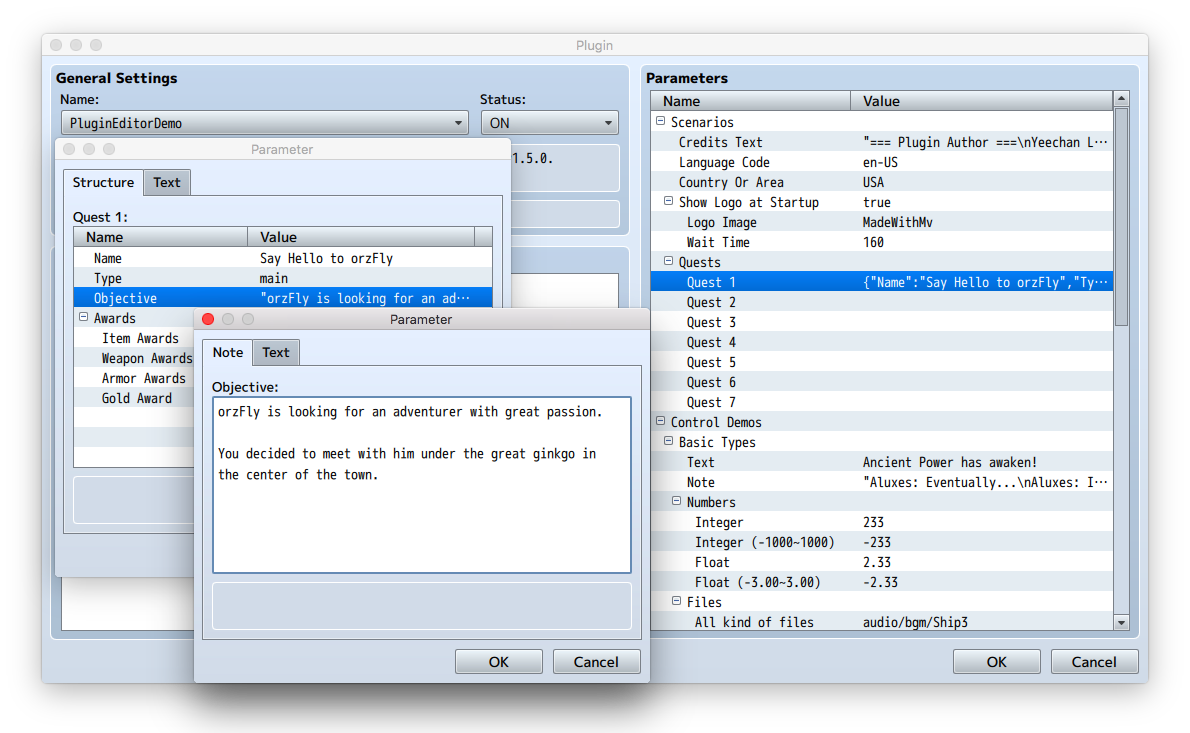 Plugin
General Settings
Name:
PluginEditorDemo
Status:
ON
1.5.0.
Parameter
Structure
Text
Quest 1:
Name Value
Name Say Hello to orzFly
Type main
Objective "orzFly is looking for an ad⋯
Awards
Item Awards
Weapon Awards
Armor Awards
Gold Award
Parameter
Note
Text
Objective:
orzFly is looking for an adventurer with great passion.
You decided to meet with him under the great ginkgo in
the center of the town.
OK
Cancel
Parameters
Name Value
Scenarios
Credits Text "=== Plugin Author ===\nYeechan L⋯
Language Code en-US
Country Or Area USA
Show Logo at Startup true
Logo Image MadeWithMv
Wait Time 160
Quests
Quest 1 {"Name":"Say Hello to orzFly","Ty⋯
Quest 2
Quest 3
Quest 4
Quest 5
Quest 6
Quest 7
Control Demos
Basic Types
Text Ancient Power has awaken!
Note "Aluxes: Eventually...\nAluxes: I⋯
Numbers
Integer 233
Integer (-1000~1000) -233
Float 2.33
Float (-3.00~3.00) -2.33
Files
All kind of files audio/bgm/Ship3
OK
Cancel